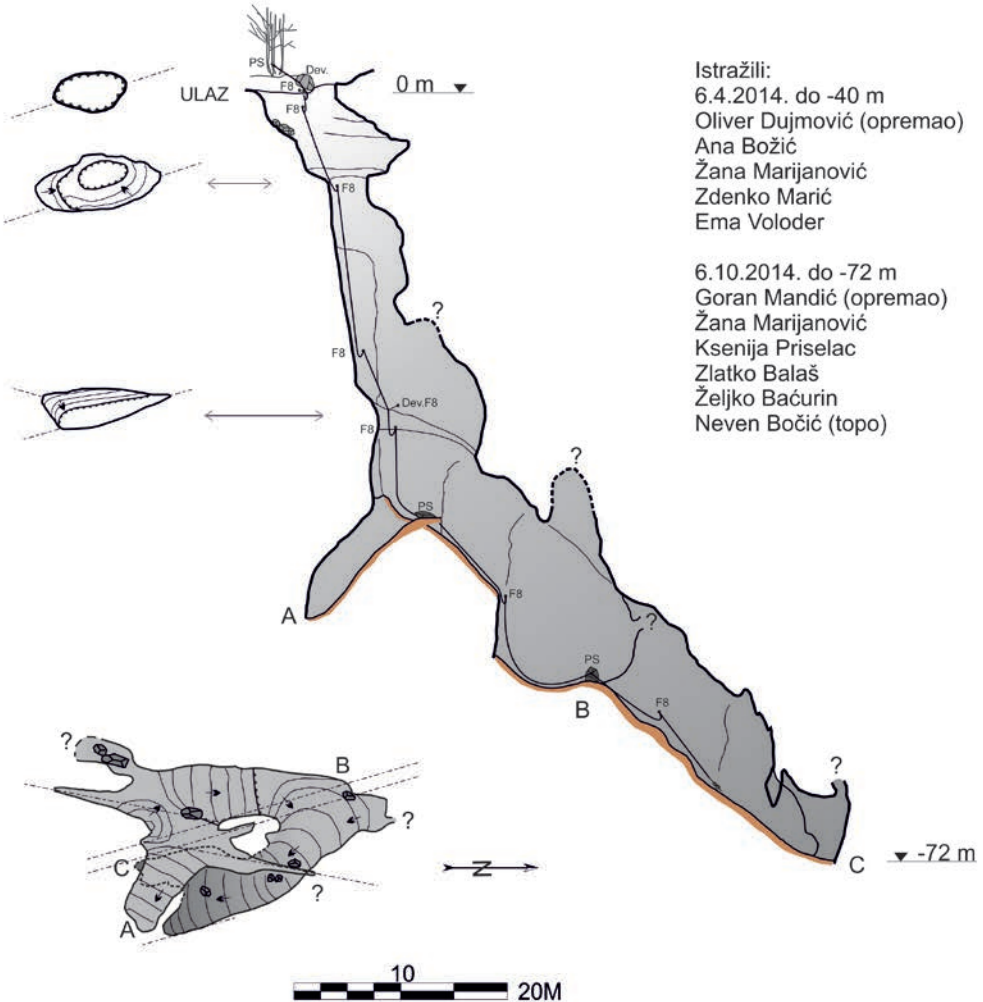 PS
Dev.
ULAZ
F8
F8
0 m
Istražili:
6.4.2014. do -40 m
Oliver Dujmović (opremao)
Ana Božić
Žana Marijanović
Zdenko Marić
Ema Voloder
6.10.2014. do -72 m
Goran Mandić (opremao)
Žana Marijanović
Ksenija Priselac
Zlatko Balaš
Željko Baćurin
Neven Bočić (topo)
F8
?
F8
Dev.F8
F8
?
PS
F8
A
?
PS
B
F8
?
C
-72 m
?
B
?
C
N
?
A
10
20M